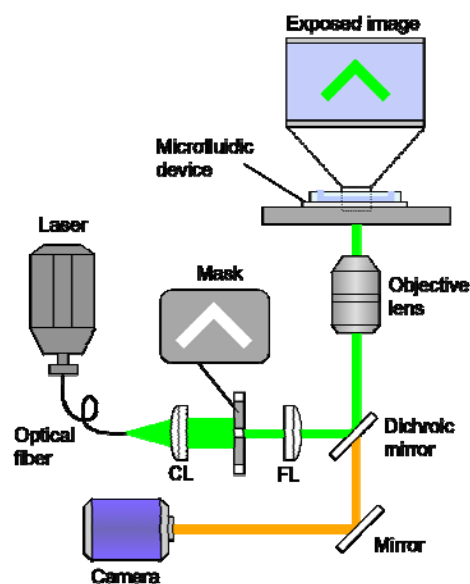 Exposed image
Microfluidic
device
Laser
Mask
Objective
lens
Optical
fiber
CL
FL
Dichroic
mirror
Camera
Mirror